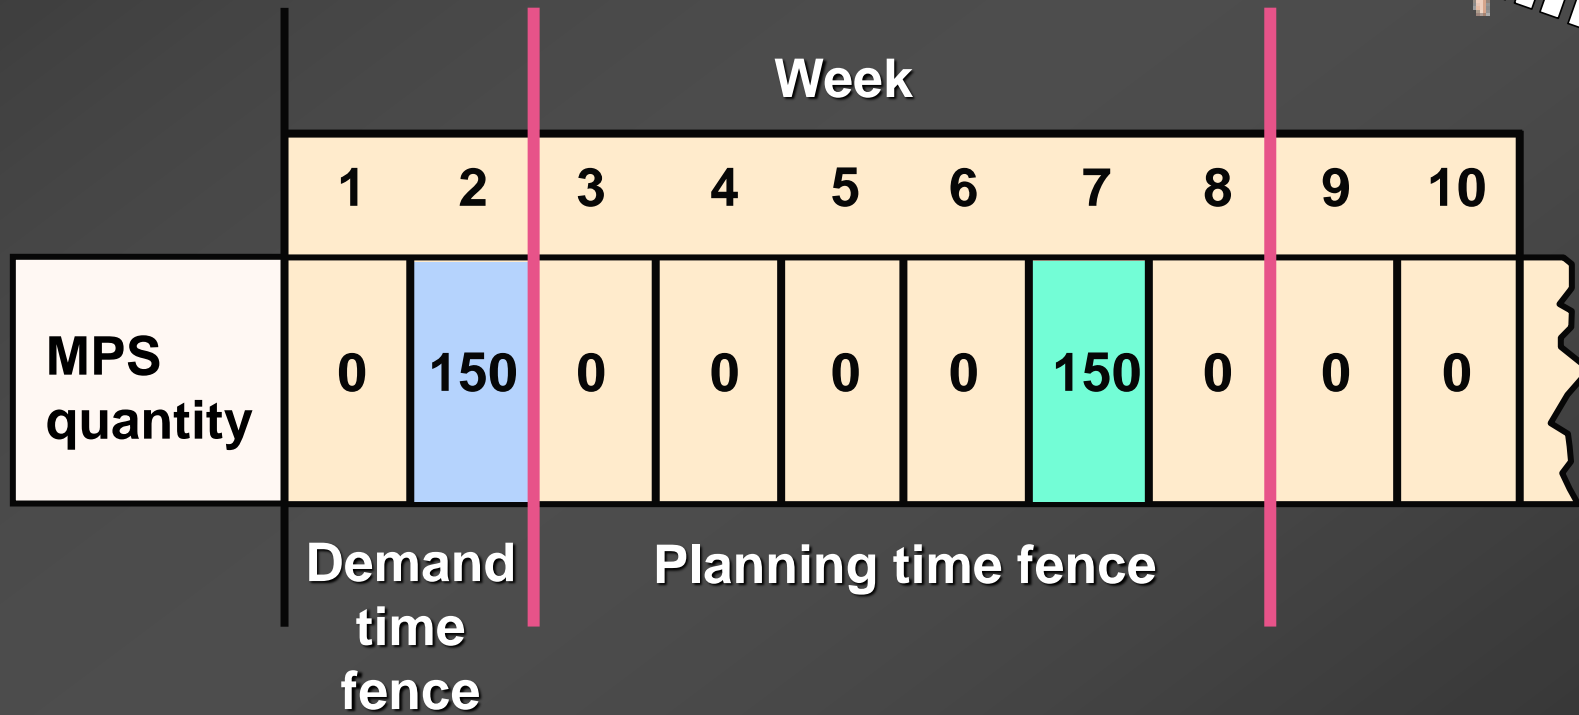 Week
1 2 3 4 5 6 7 8 9 10
MPS
quantity
0 150 0 0 0 0 150 0 0 0
Demand
time
fence
Planning time fence